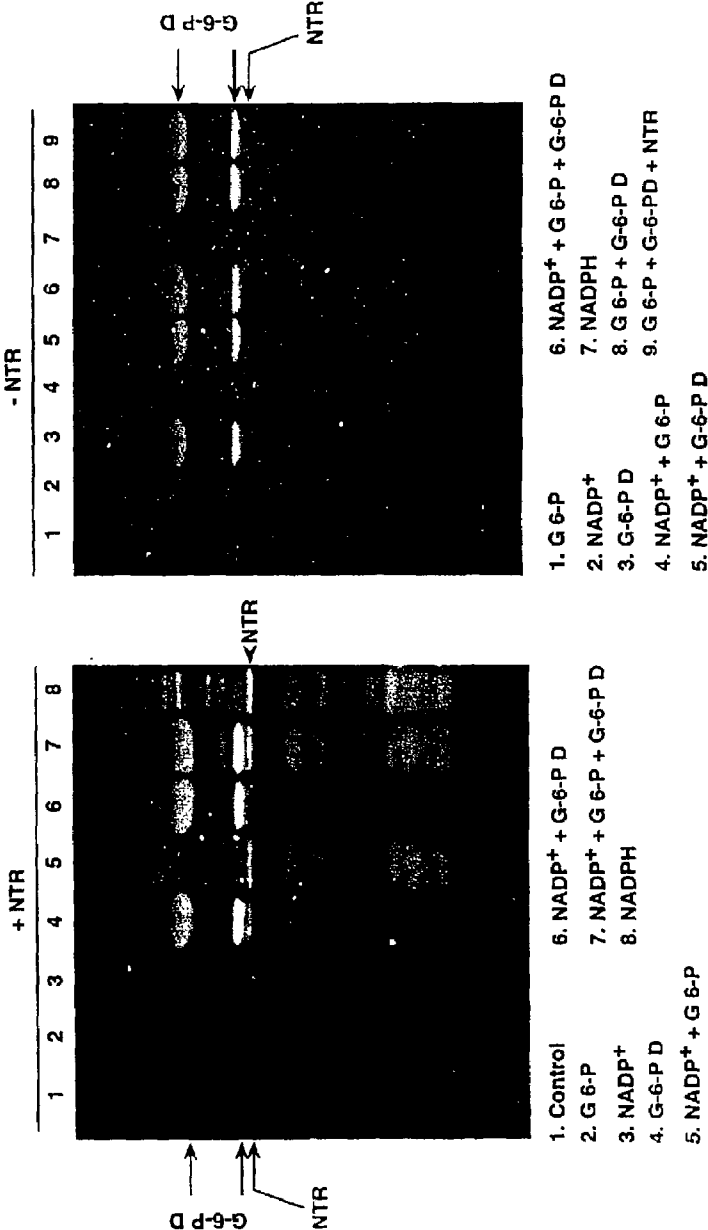 + NTR
1 2 3 4 5 6 7 8
G-6-P D
NTR
NTR
1. Control
2. G 6-P
3. NADP+
4. G-6-P D
5. NADP+ + G 6-P
6. NADP+ + G-6-P D
7. NADP+ + G 6-P + G-6-P D
8. NADPH
- NTR
1 2 3 4 5 6 7 8 9
G-6-P D
NTR
1. G 6-P
2. NADP+
3. G-6-P D
4. NADP+ + G 6-P
5. NADP+ + G-6-P D
6. NADP+ + G 6-P + G-6-P D
7. NADPH
8. G 6-P + G-6-P D
9. G 6-P + G-6-PD + NTR